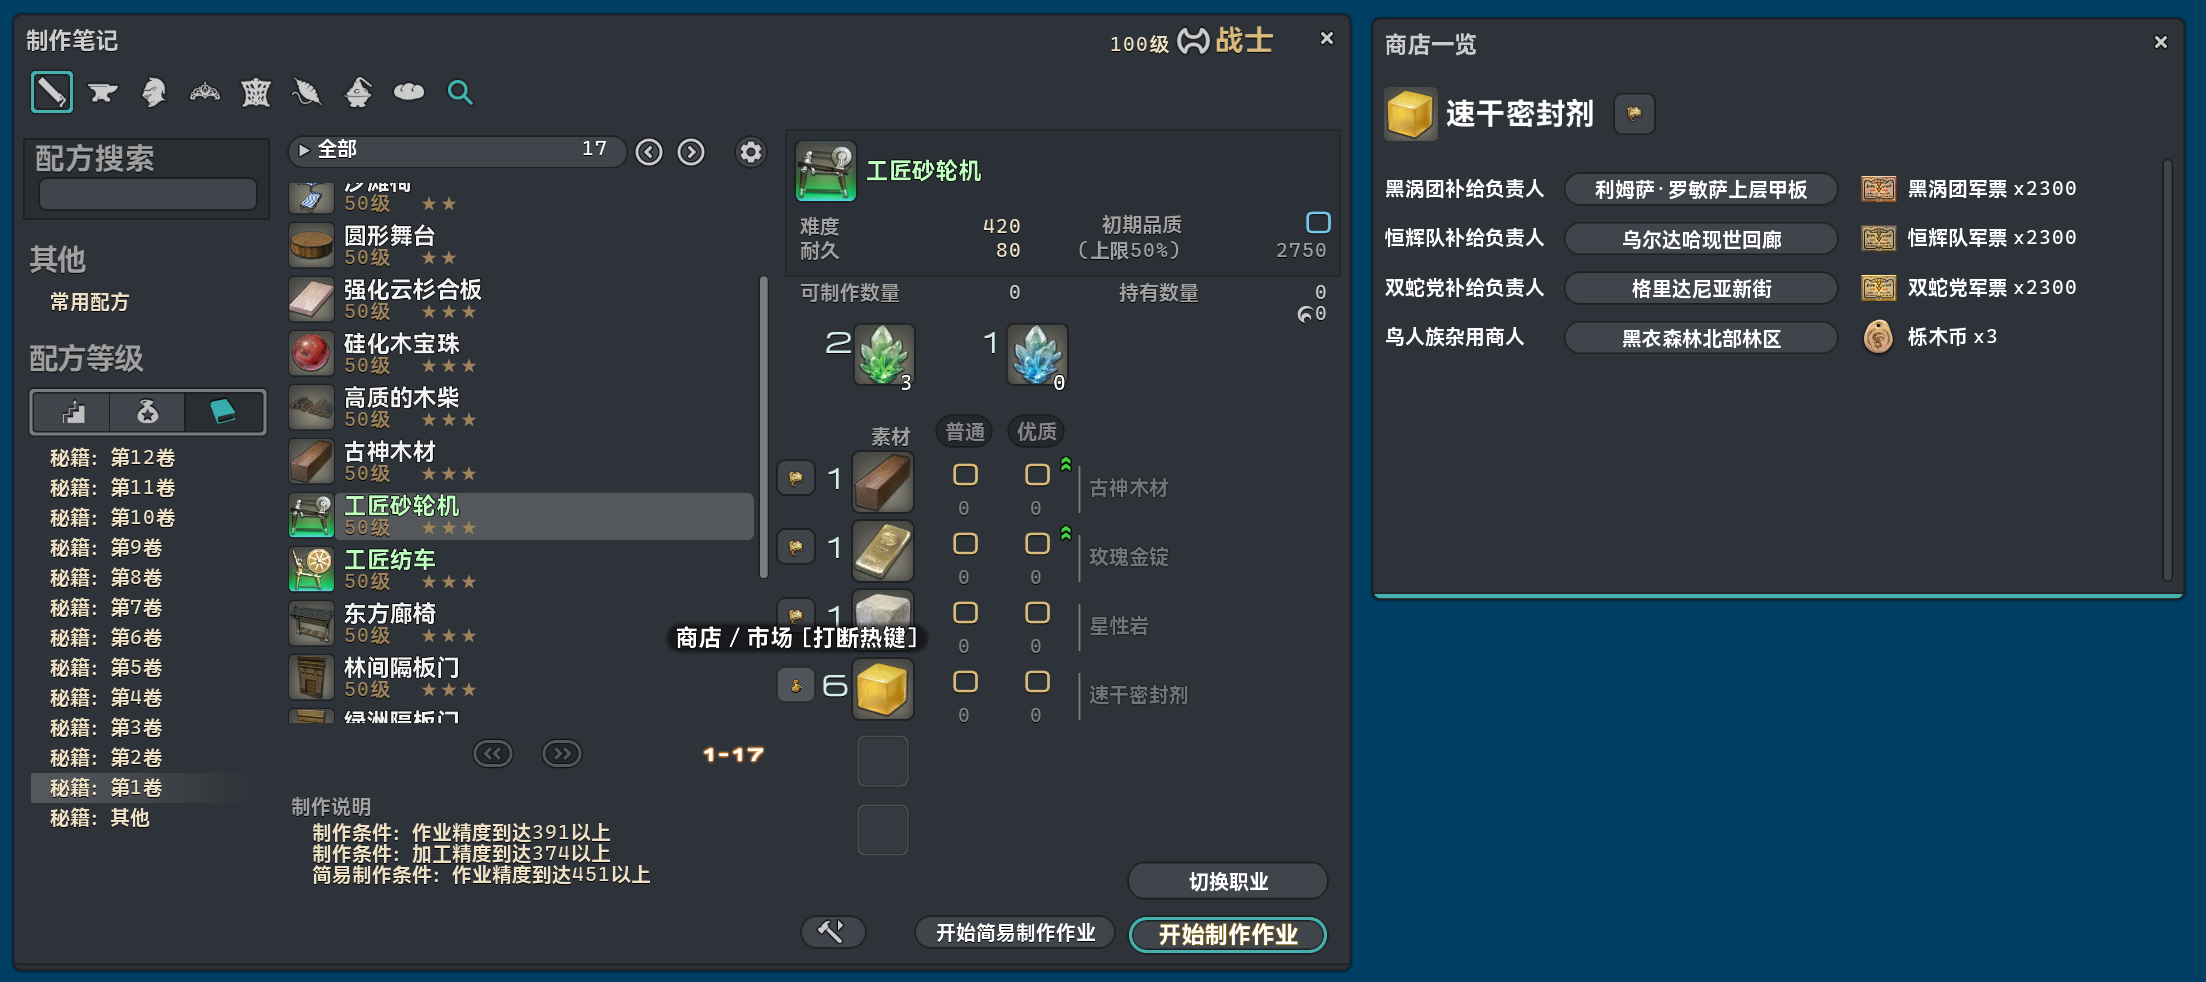 制作笔记
100级 战士
配方搜索
全部 17
其他
常用配方
配方等级
秘籍：第12卷
秘籍：第11卷
秘籍：第10卷
秘籍：第9卷
秘籍：第8卷
秘籍：第7卷
秘籍：第6卷
秘籍：第5卷
秘籍：第4卷
秘籍：第3卷
秘籍：第2卷
秘籍：第1卷
秘籍：其他
沙滩椅
50级 ★★
圆形舞台
50级 ★★
强化云杉合板
50级 ★★★
硅化木宝珠
50级 ★★★
高质的木柴
50级 ★★★
古神木材
50级 ★★★
工匠砂轮机
50级 ★★★
工匠纺车
50级 ★★★
东方廊椅
50级 ★★★
林间隔板门
50级 ★★★
绿洲隔板门
1-17
制作说明
制作条件：作业精度到达391以上
制作条件：加工精度到达374以上
简易制作条件：作业精度到达451以上
工匠砂轮机
难度 420 初期品质
耐久 80 （上限50%） 2750
可制作数量 0 持有数量 0
0
2 3 1 0
素材 普通 优质
1 0 0 古神木材
1 0 0 玫瑰金锭
1 0 0 星性岩
商店 / 市场 [打断热键]
6 0 0 速干密封剂
切换职业
开始简易制作作业 开始制作作业
商店一览
速干密封剂
黑涡团补给负责人 利姆萨·罗敏萨上层甲板 黑涡团军票 x2300
恒辉队补给负责人 乌尔达哈现世回廊 恒辉队军票 x2300
双蛇党补给负责人 格里达尼亚新街 双蛇党军票 x2300
鸟人族杂用商人 黑衣森林北部林区 栎木币 x3